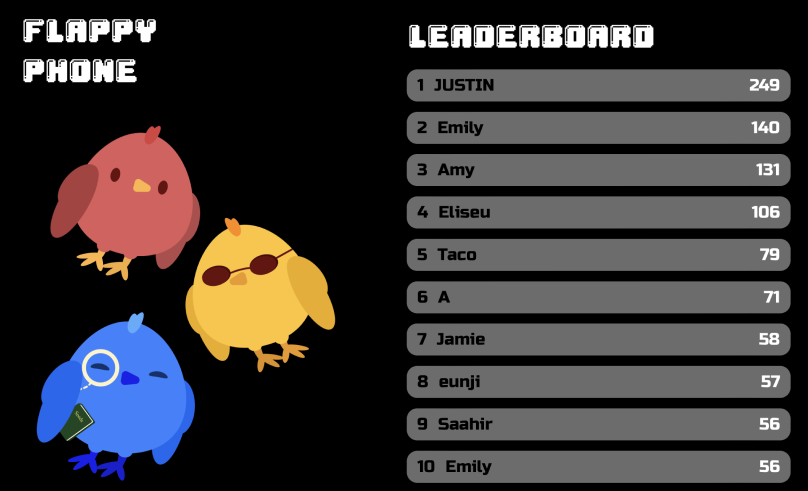 FLAPPY
PHONE
LEADERBOARD
1 JUSTIN 249
2 Emily 140
3 Amy 131
4 Eliseu 106
5 Taco 79
6 A 71
7 Jamie 58
8 eunji 57
9 Saahir 56
10 Emily 56